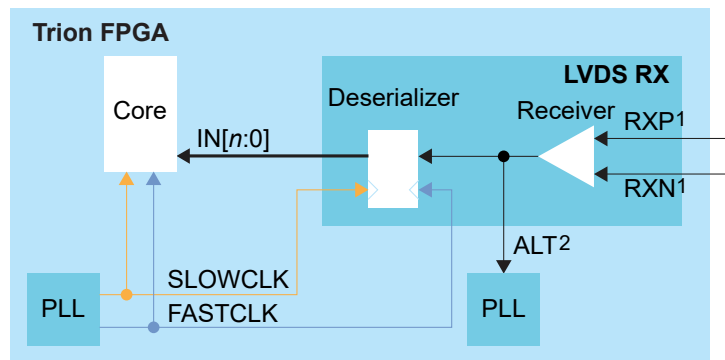 Trion FPGA
LVDS RX
Deserializer
Core
Receiver
RXP1
IN[n:0]
RXN1
ALT2
SLOWCLK
PLL
PLL
FASTCLK